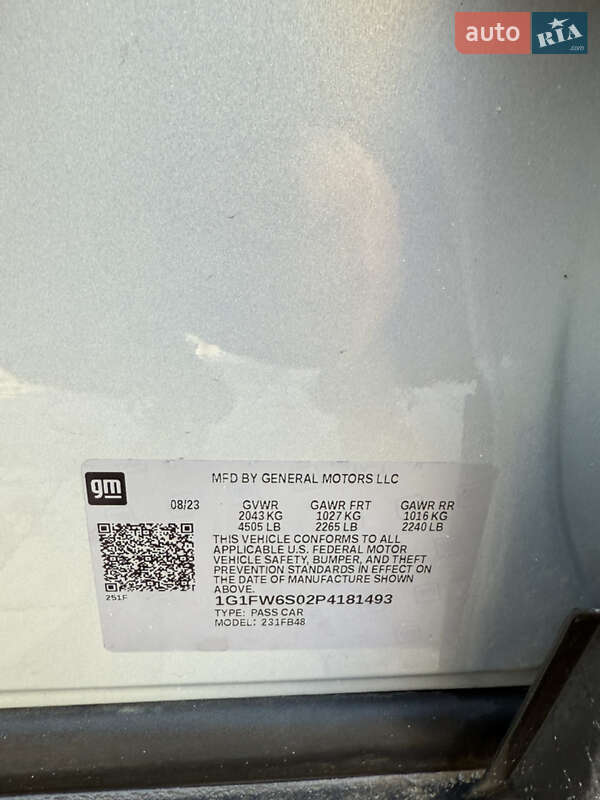 auto RIA
.com
gm
MFD BY GENERAL MOTORS LLC
08/23 GVWR GAWR FRT GAWR RR
2043 KG 1027 KG 1016 KG
4505 LB 2265 LB 2240 LB
THIS VEHICLE CONFORMS TO ALL
APPLICABLE U.S. FEDERAL MOTOR
VEHICLE SAFETY, BUMPER, AND THEFT
PREVENTION STANDARDS IN EFFECT ON
THE DATE OF MANUFACTURE SHOWN
ABOVE.
251F
1G1FW6S02P4181493
TYPE: PASS CAR
MODEL: 231FB48